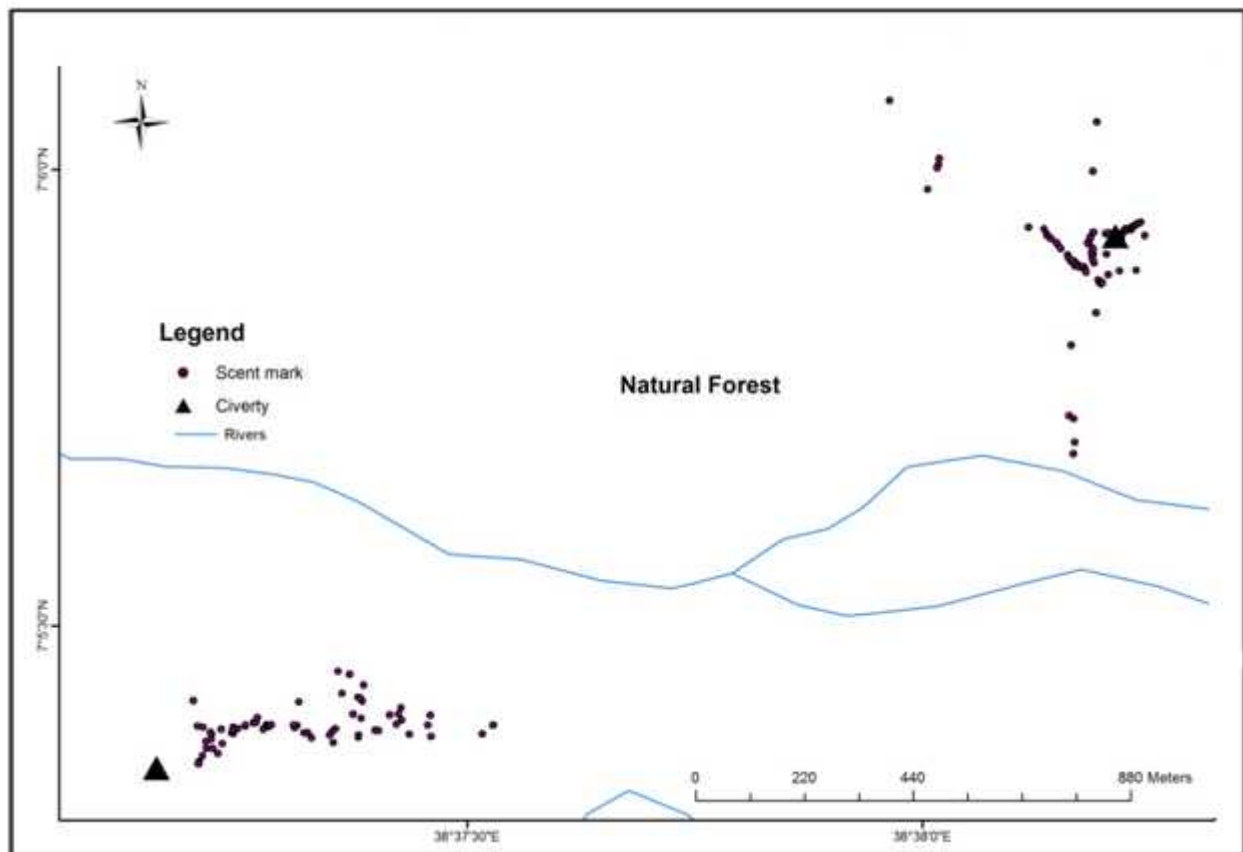 N
7°6'0"N
Legend
Scent mark
Civerty
Rivers
Natural Forest
7°5'30"N
0 220 440 880 Meters
38°37'30"E 38°38'0"E